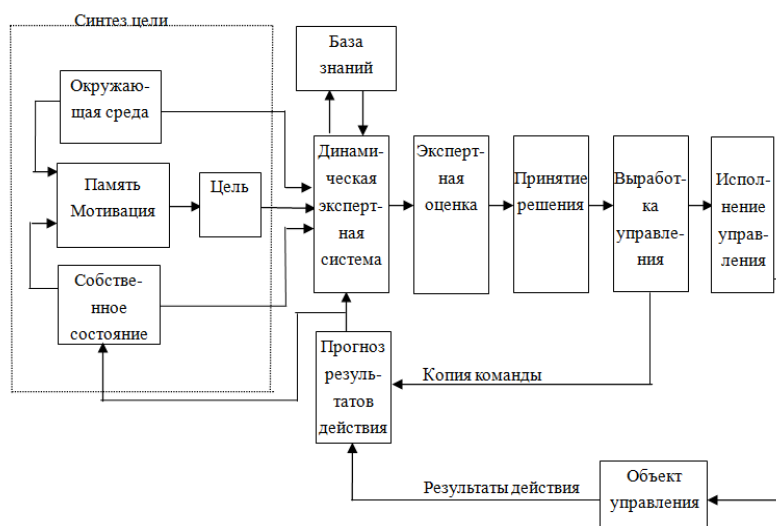 Синтез цели
База
знаний
Окружаю-
щая среда
Память
Мотивация
Цель
Собстве-
нное
состояние
Динами-
ческая
эксперт-
ная
система
Эксперт-
ная
оценка
Принятие
решения
Выработ-
ка
управле-
ния
Испол-
нение
управ-
ления
Прогноз
резуль-
татов
действия
Копия команды
Результаты действия
Объект
управления